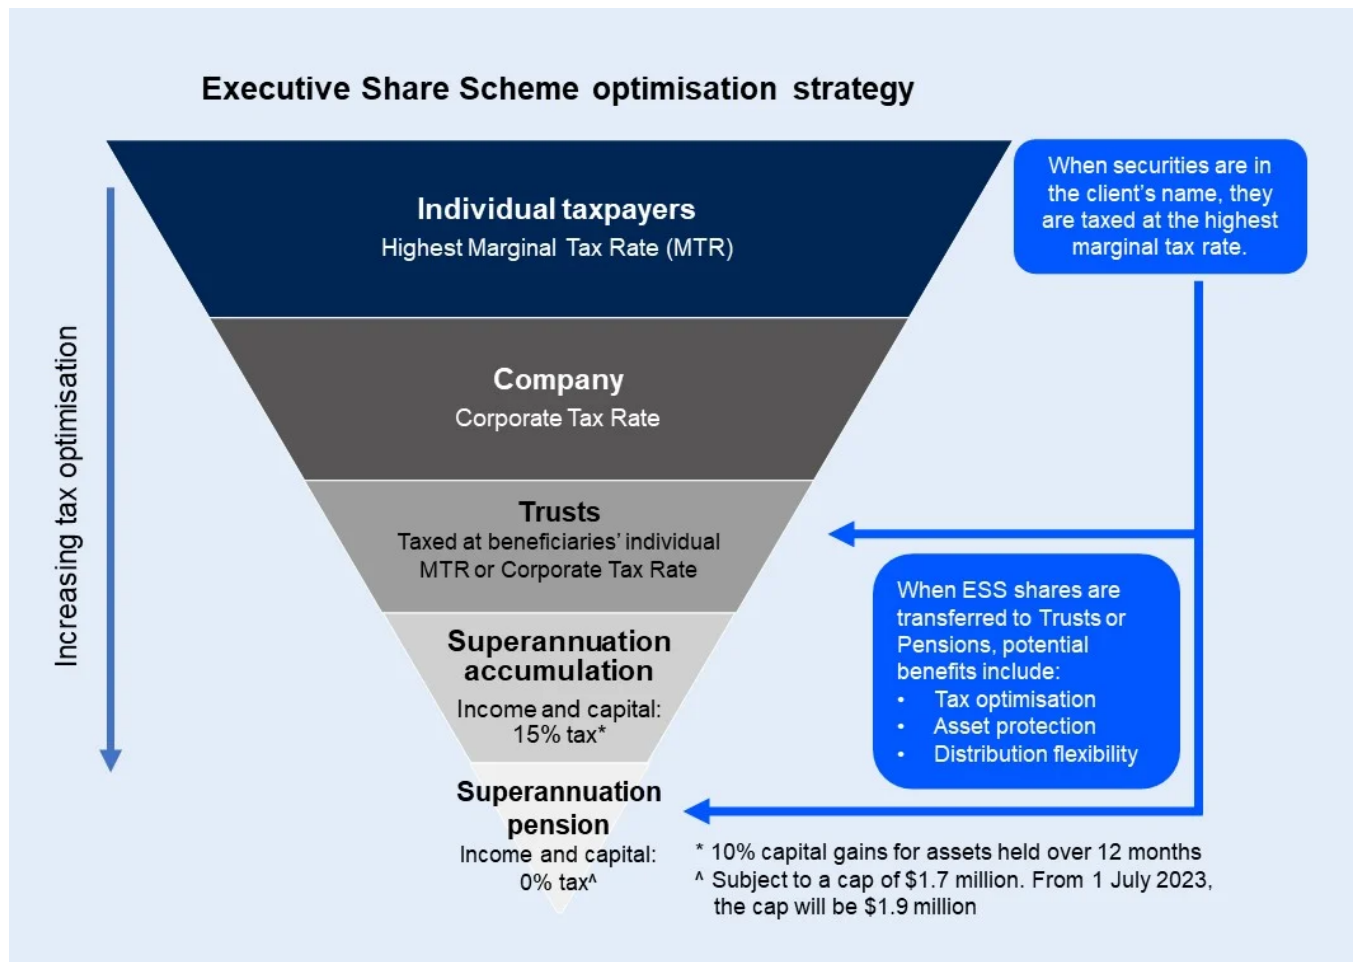 Executive Share Scheme optimisation strategy
Individual taxpayers
Highest Marginal Tax Rate (MTR)
When securities are in
the client’s name, they
are taxed at the highest
marginal tax rate.
Increasing tax optimisation
Company
Corporate Tax Rate
Trusts
Taxed at beneficiaries’ individual
MTR or Corporate Tax Rate
When ESS shares are
transferred to Trusts or
Pensions, potential
benefits include:
• Tax optimisation
• Asset protection
• Distribution flexibility
Superannuation
accumulation
Income and capital:
15% tax*
Superannuation
pension
Income and capital:
0% tax^
* 10% capital gains for assets held over 12 months
^ Subject to a cap of $1.7 million. From 1 July 2023,
the cap will be $1.9 million